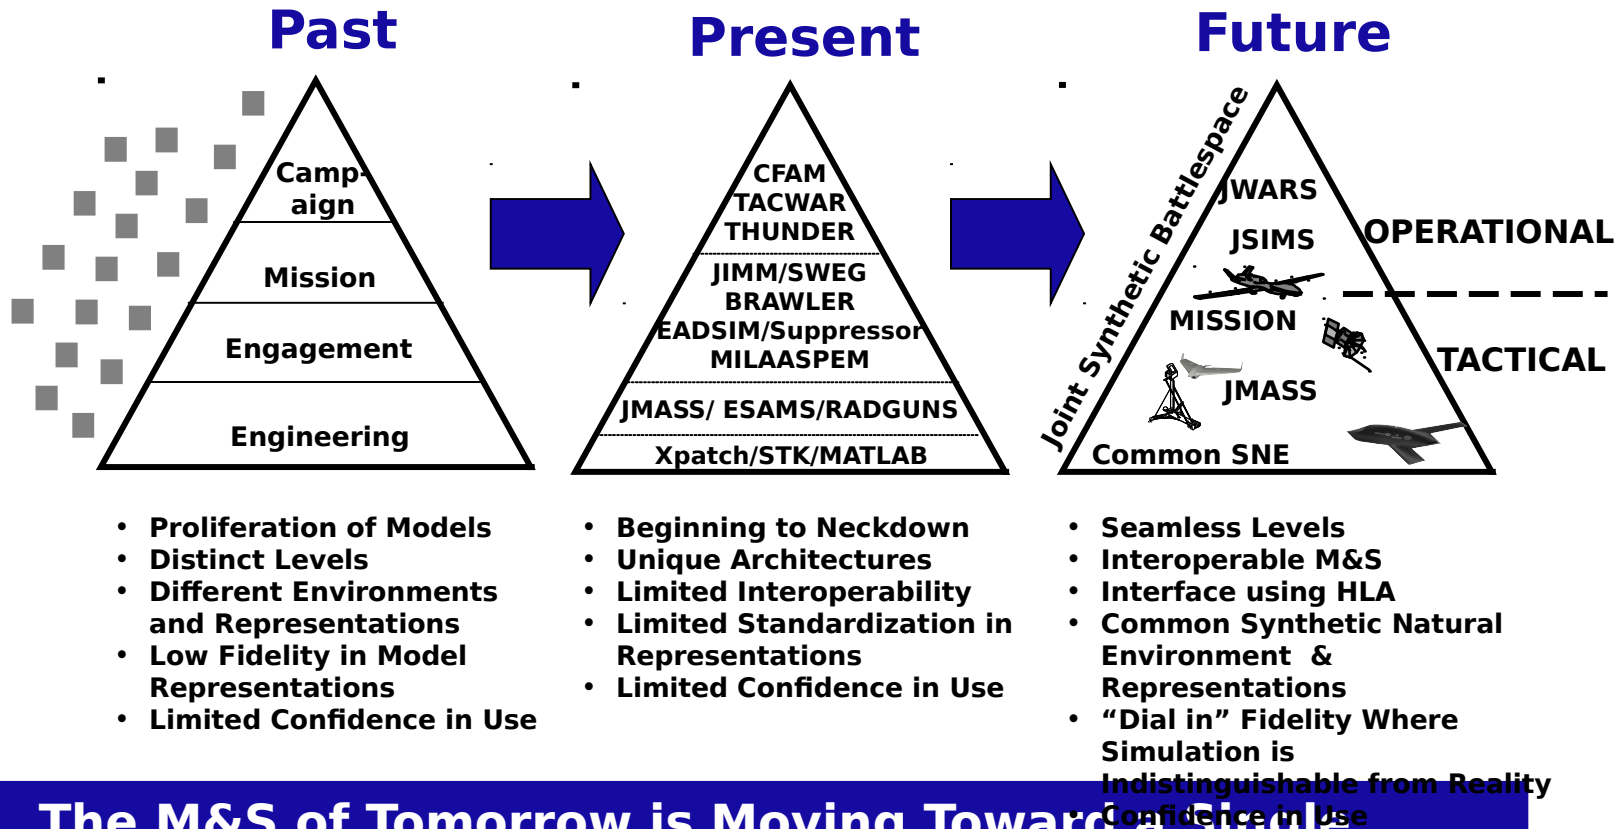 Past
Camp-
aign
Mission
Engagement
Engineering
• Proliferation of Models
• Distinct Levels
• Different Environments
and Representations
• Low Fidelity in Model
Representations
• Limited Confidence in Use
Present
CFAM
TACWAR
THUNDER
JIMM/SWEG
BRAWLER
EADSIM/Suppressor
MILAASPEM
JMASS/ ESAMS/RADGUNS
Xpatch/STK/MATLAB
• Beginning to Neckdown
• Unique Architectures
• Limited Interoperability
• Limited Standardization in
Representations
• Limited Confidence in Use
Future
Joint Synthetic Battlespace
JWARS
JSIMS
MISSION
JMASS
Common SNE
OPERATIONAL
TACTICAL
• Seamless Levels
• Interoperable M&S
• Interface using HLA
• Common Synthetic Natural
Environment &
Representations
• “Dial in” Fidelity Where
Simulation is
Indistinguishable from Reality
• Confidence in Use
The M&S of Tomorrow is Moving Toward a Single